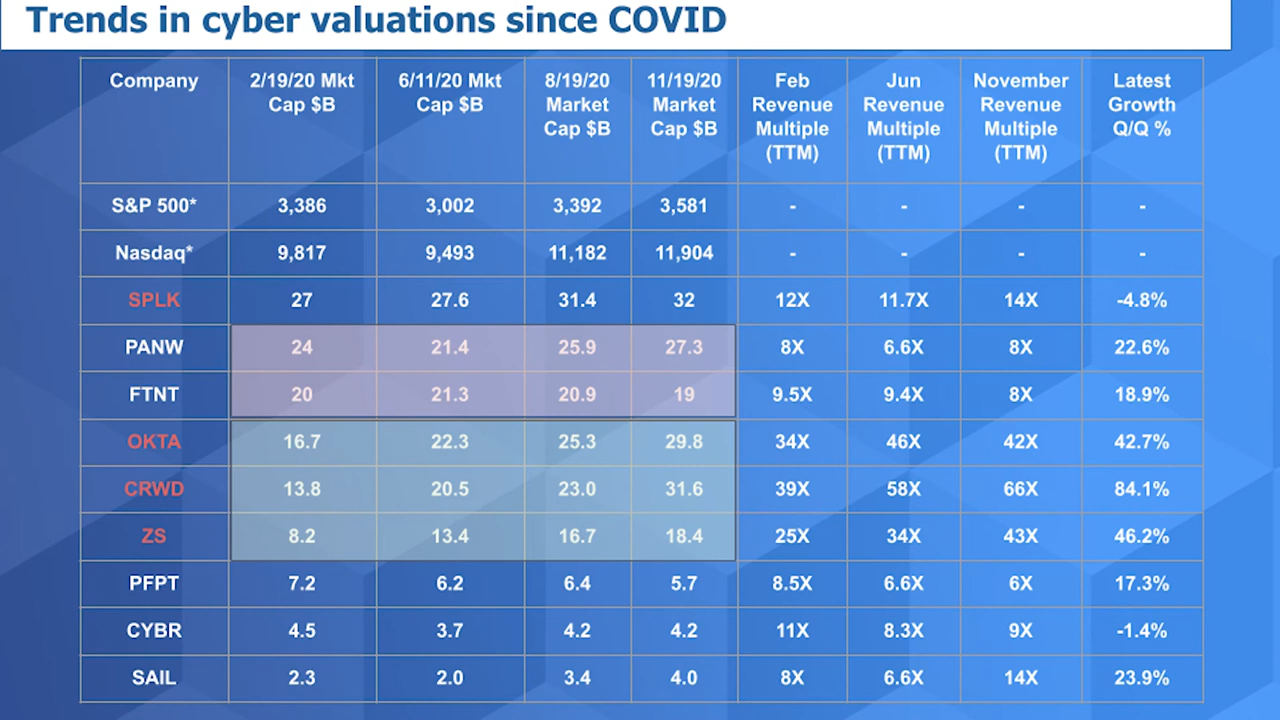 Trends in cyber valuations since COVID
Company 2/19/20 Mkt Cap $B 6/11/20 Mkt Cap $B 8/19/20 Market Cap $B 11/19/20 Market Cap $B Feb Revenue Multiple (TTM) Jun Revenue Multiple (TTM) November Revenue Multiple (TTM) Latest Growth Q/Q %
S&P 500* 3,386 3,002 3,392 3,581 - - - -
Nasdaq* 9,817 9,493 11,182 11,904 - - - -
SPLK 27 27.6 31.4 32 12X 11.7X 14X -4.8%
PANW 24 21.4 25.9 27.3 8X 6.6X 8X 22.6%
FTNT 20 21.3 20.9 19 9.5X 9.4X 8X 18.9%
OKTA 16.7 22.3 25.3 29.8 34X 46X 42X 42.7%
CRWD 13.8 20.5 23.0 31.6 39X 58X 66X 84.1%
ZS 8.2 13.4 16.7 18.4 25X 34X 43X 46.2%
PFPT 7.2 6.2 6.4 5.7 8.5X 6.6X 6X 17.3%
CYBR 4.5 3.7 4.2 4.2 11X 8.3X 9X -1.4%
SAIL 2.3 2.0 3.4 4.0 8X 6.6X 14X 23.9%